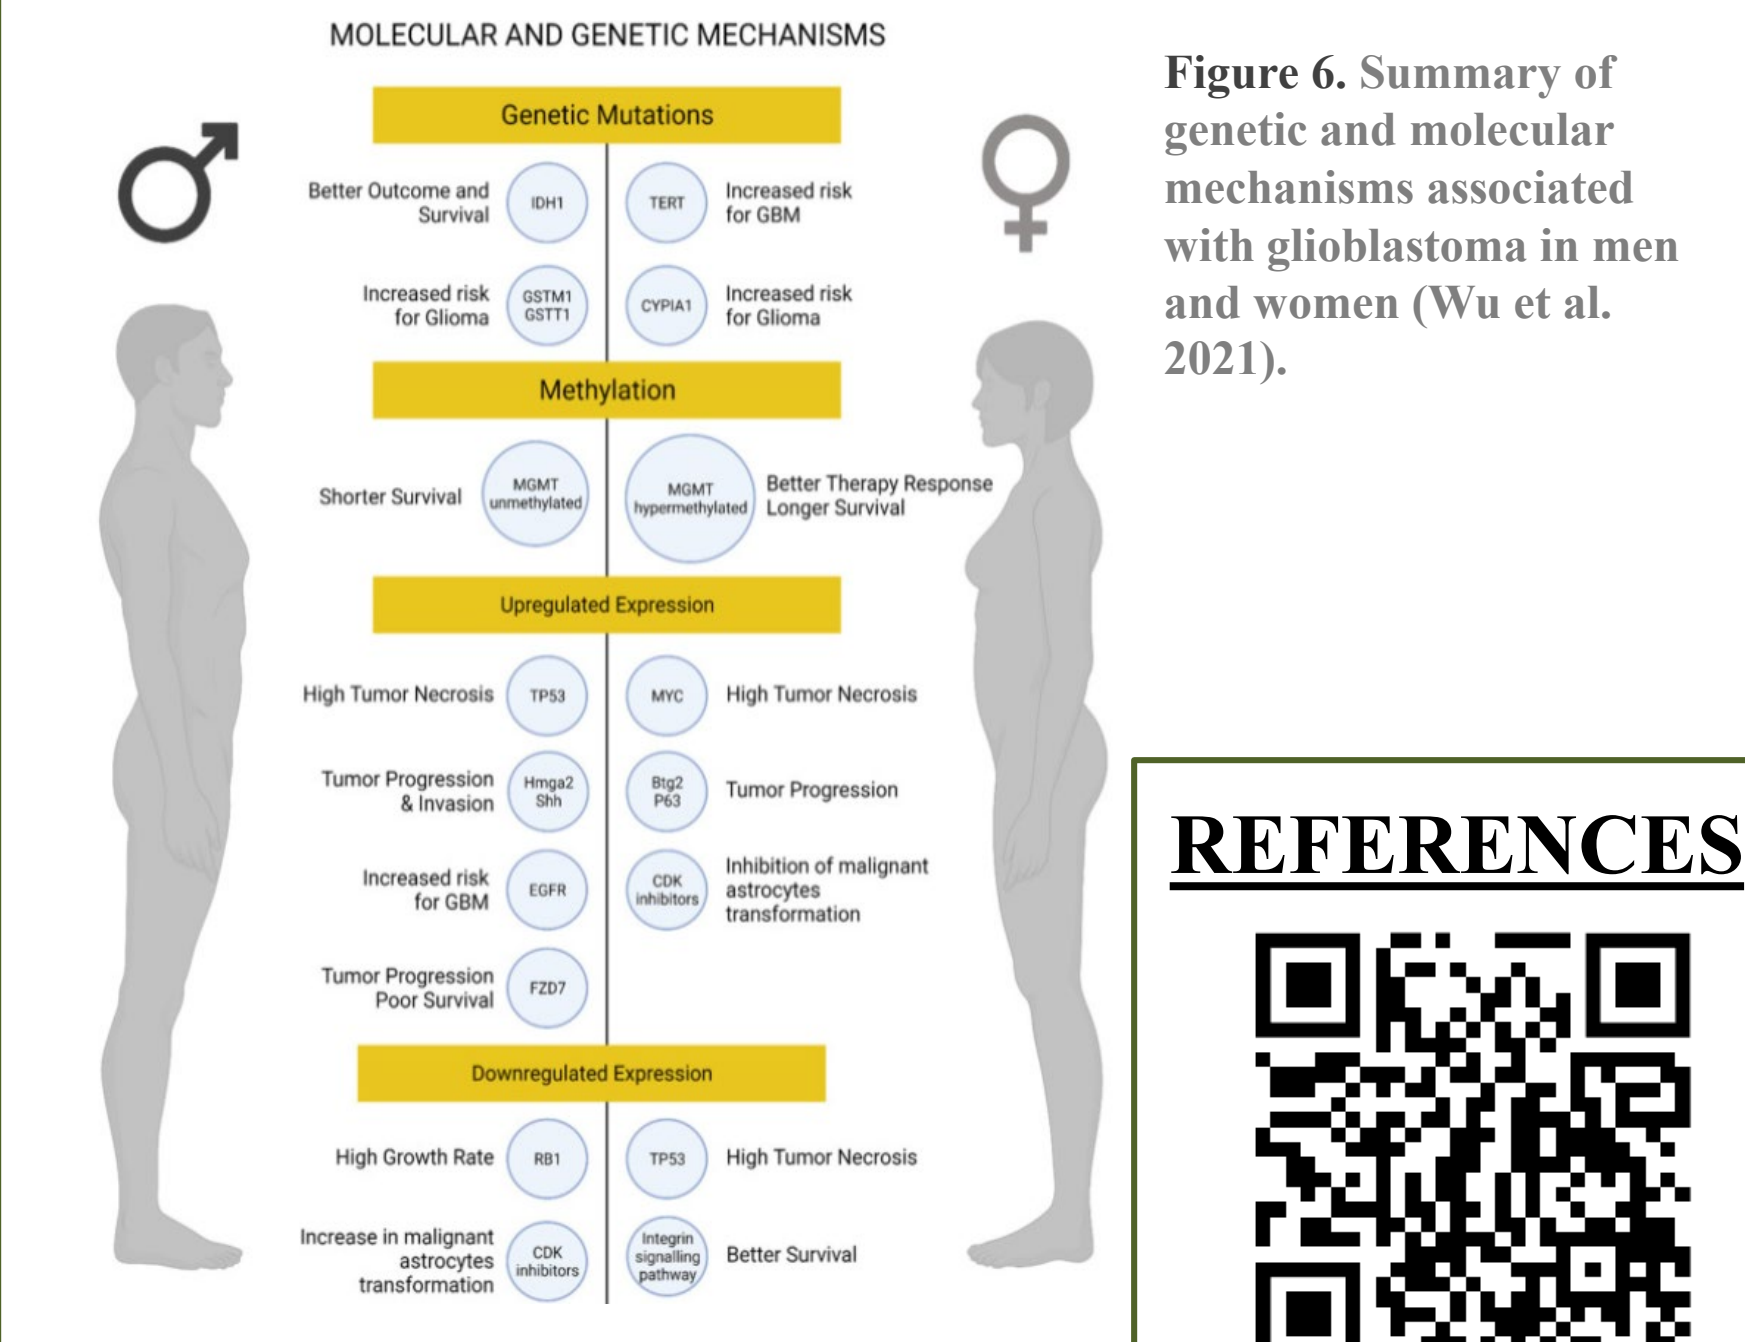 MOLECULAR AND GENETIC MECHANISMS
Genetic Mutations
Better Outcome and
Survival
IDH1
TERT
Increased risk
for GBM
Increased risk
for Glioma
GSTM1
GSTT1
CYPIA1
Increased risk
for Glioma
Methylation
Shorter Survival
MGMT
unmethylated
MGMT
hypermethylated
Better Therapy Response
Longer Survival
Upregulated Expression
High Tumor Necrosis
TP53
MYC
High Tumor Necrosis
Tumor Progression
& Invasion
Hmga2
Shh
Btg2
P63
Tumor Progression
Increased risk
for GBM
EGFR
CDK
inhibitors
Inhibition of malignant
astrocytes
transformation
Tumor Progression
Poor Survival
FZD7
Downregulated Expression
High Growth Rate
RB1
TP53
High Tumor Necrosis
Increase in malignant
astrocytes
transformation
CDK
inhibitors
Integrin
signalling
pathway
Better Survival
Figure 6. Summary of
genetic and molecular
mechanisms associated
with glioblastoma in men
and women (Wu et al.
2021).
REFERENCES